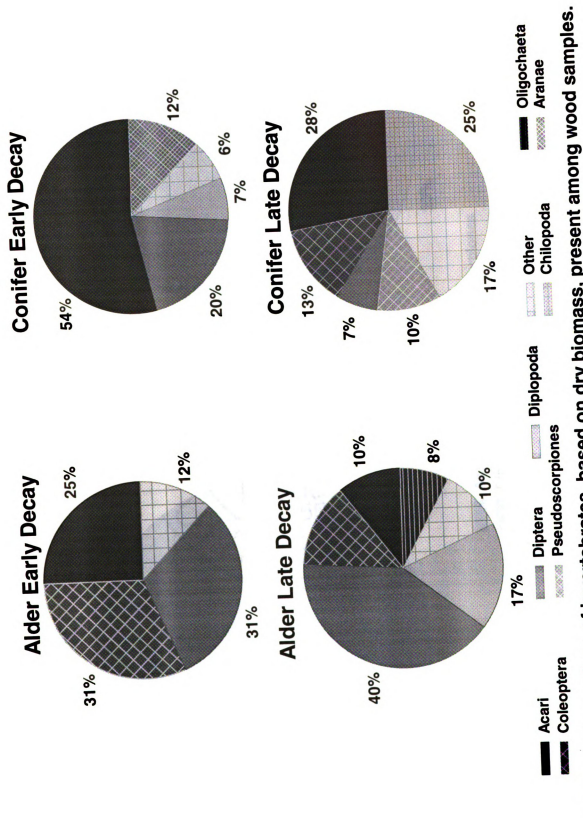 Alder Early Decay
31%
25%
12%
31%
Conifer Early Decay
54%
12%
6%
7%
20%
Alder Late Decay
40%
10%
8%
10%
17%
Conifer Late Decay
13%
28%
7%
10%
17%
25%
Acari Diptera Diplopoda Other Oligochaeta
Coleoptera Pseudoscorpiones Chilopoda Aranae
based on dry biomass, present among wood samples.